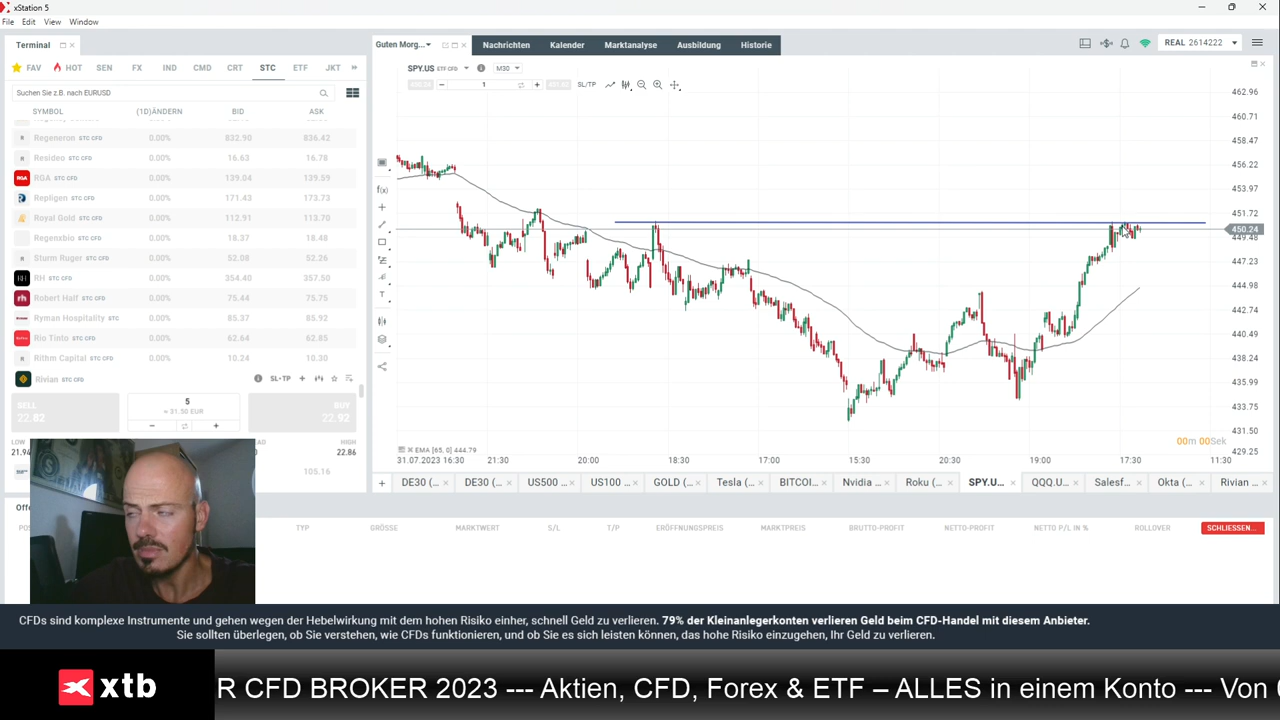 xStation 5
File Edit View Window
Terminal
Guten Morg...
Nachrichten Kalender Marktanalyse Ausbildung Historie
REAL 2614222
FAV HOT SEN FX IND CMD CRT STC ETF JKT
SPY.US ETF CFD M30
1 SL/TP
Suchen Sie z.B. nach EURUSD
SYMBOL (1D)ÄNDERN BID ASK
Regeneron STC CFD 0.00% 832.90 836.42
Resideo STC CFD 0.00% 16.63 16.78
RGA STC CFD 0.00% 139.04 139.59
Repligen STC CFD 0.00% 171.43 173.73
Royal Gold STC CFD 0.00% 112.91 113.70
Regenxbio STC CFD 0.00% 18.37 18.48
Sturm Ruger STC CFD 0.00% 52.08 52.26
RH STC CFD 0.00% 354.40 357.50
Robert Half STC CFD 0.00% 75.44 75.75
Ryman Hospitality STC 0.00% 85.37 85.92
Rio Tinto STC CFD 0.00% 62.64 62.85
Rithm Capital STC CFD 0.00% 10.24 10.30
Rivian STC CFD SL+TP
SELL 5 BUY
22.82 ≈ 31.50 EUR 22.92
LOW HIGH
21.9 22.86
105.16
462.96
460.71
458.47
456.22
453.97
451.72
450.24
449.48
447.23
444.98
442.74
440.49
438.24
435.99
433.75
431.50
429.25
00m 00Sek
EMA [65, 0] 444.79
31.07.2023 16:30 21:30 20:00 18:30 17:00 15:30 20:30 19:00 17:30 11:30
DE30 (... DE30 (... US500 ... US100 ... GOLD (... Tesla (... BITCOI... Nvidia ... Roku (... SPY.U... QQQ.U... Salesf... Okta (... Rivian ...
TYP GRÖSSE MARKTWERT S/L T/P ERÖFFNUNGSPREIS MARKTPREIS BRUTTO-PROFIT NETTO-PROFIT NETTO P/L IN % ROLLOVER SCHLIESSEN...
CFDs sind komplexe Instrumente und gehen wegen der Hebelwirkung mit dem hohen Risiko einher, schnell Geld zu verlieren. 79% der Kleinanlegerkonten verlieren Geld beim CFD-Handel mit diesem Anbieter.
Sie sollten überlegen, ob Sie verstehen, wie CFDs funktionieren, und ob Sie es sich leisten können, das hohe Risiko einzugehen, Ihr Geld zu verlieren.
xtb
R CFD BROKER 2023 --- Aktien, CFD, Forex & ETF – ALLES in einem Konto --- Von